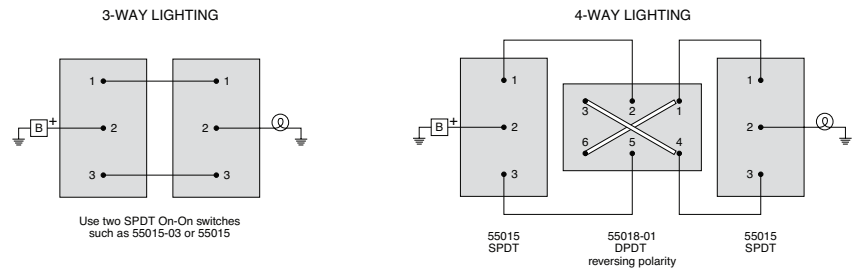 3-WAY LIGHTING
1 1
B + 2 2
3 3
Use two SPDT On-On switches
such as 55015-03 or 55015
4-WAY LIGHTING
1 1
3 2 1
B + 2 2
6 5 4
3 3
55015
SPDT
55018-01
DPDT
reversing polarity
55015
SPDT